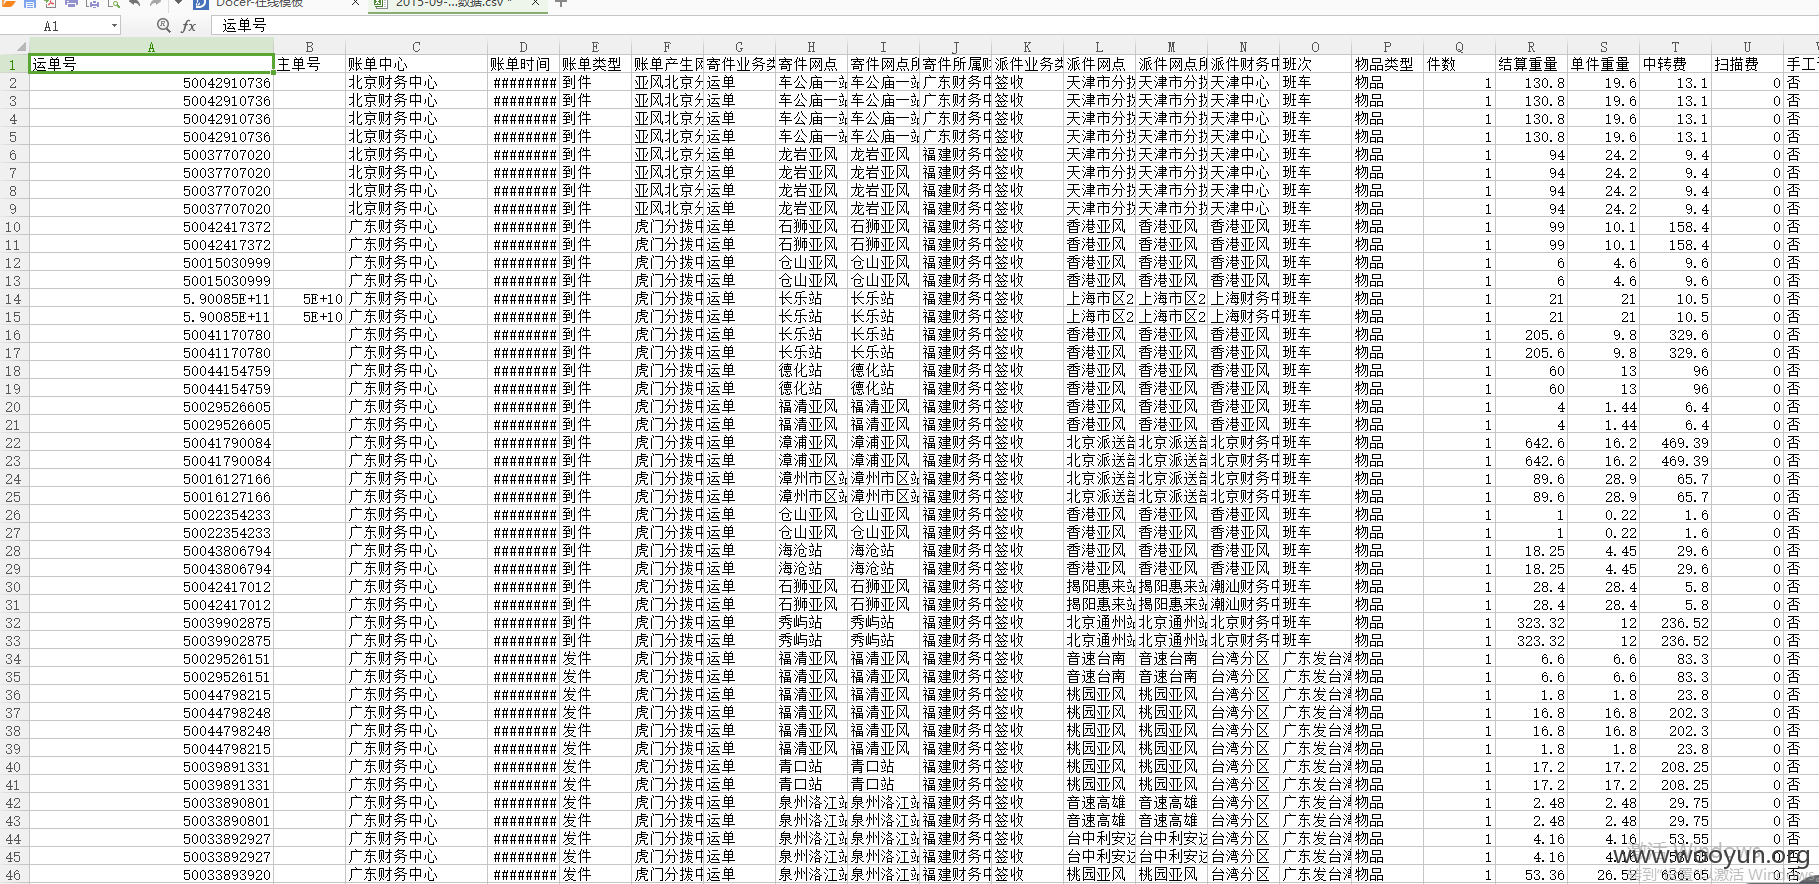 Docer-在线模板 × 2015-09-...数据.csv * × +
A1 fx 运单号
A B C D E F G H I J K L M N O P Q R S T U
1 运单号 主单号 账单中心 账单时间 账单类型 账单产生 寄件业务类 寄件网点 寄件网点所 寄件所属财 派件业务类 派件网点 派件网点所 派件财务中 班次 物品类型 件数 结算重量 单件重量 中转费 扫描费 手工
2 50042910736 北京财务中心 ######## 到件 亚风北京分 运单 车公庙一站 车公庙一站 广东财务中 签收 天津市分拨 天津市分拨 天津中心 班车 物品 1 130.8 19.6 13.1 0 否
3 50042910736 北京财务中心 ######## 到件 亚风北京分 运单 车公庙一站 车公庙一站 广东财务中 签收 天津市分拨 天津市分拨 天津中心 班车 物品 1 130.8 19.6 13.1 0 否
4 50042910736 北京财务中心 ######## 到件 亚风北京分 运单 车公庙一站 车公庙一站 广东财务中 签收 天津市分拨 天津市分拨 天津中心 班车 物品 1 130.8 19.6 13.1 0 否
5 50042910736 北京财务中心 ######## 到件 亚风北京分 运单 车公庙一站 车公庙一站 广东财务中 签收 天津市分拨 天津市分拨 天津中心 班车 物品 1 130.8 19.6 13.1 0 否
6 50037707020 北京财务中心 ######## 到件 亚风北京分 运单 龙岩亚风 龙岩亚风 福建财务中 签收 天津市分拨 天津市分拨 天津中心 班车 物品 1 94 24.2 9.4 0 否
7 50037707020 北京财务中心 ######## 到件 亚风北京分 运单 龙岩亚风 龙岩亚风 福建财务中 签收 天津市分拨 天津市分拨 天津中心 班车 物品 1 94 24.2 9.4 0 否
8 50037707020 北京财务中心 ######## 到件 亚风北京分 运单 龙岩亚风 龙岩亚风 福建财务中 签收 天津市分拨 天津市分拨 天津中心 班车 物品 1 94 24.2 9.4 0 否
9 50037707020 北京财务中心 ######## 到件 亚风北京分 运单 龙岩亚风 龙岩亚风 福建财务中 签收 天津市分拨 天津市分拨 天津中心 班车 物品 1 94 24.2 9.4 0 否
10 50042417372 广东财务中心 ######## 到件 虎门分拨中 运单 石狮亚风 石狮亚风 福建财务中 签收 香港亚风 香港亚风 香港亚风 班车 物品 1 99 10.1 158.4 0 否
11 50042417372 广东财务中心 ######## 到件 虎门分拨中 运单 石狮亚风 石狮亚风 福建财务中 签收 香港亚风 香港亚风 香港亚风 班车 物品 1 99 10.1 158.4 0 否
12 50015030999 广东财务中心 ######## 到件 虎门分拨中 运单 仓山亚风 仓山亚风 福建财务中 签收 香港亚风 香港亚风 香港亚风 班车 物品 1 6 4.6 9.6 0 否
13 50015030999 广东财务中心 ######## 到件 虎门分拨中 运单 仓山亚风 仓山亚风 福建财务中 签收 香港亚风 香港亚风 香港亚风 班车 物品 1 6 4.6 9.6 0 否
14 5.90085E+11 5E+10 广东财务中心 ######## 到件 虎门分拨中 运单 长乐站 长乐站 福建财务中 签收 上海市区2 上海市区2 上海财务中 班车 物品 1 21 21 10.5 0 否
15 5.90085E+11 5E+10 广东财务中心 ######## 到件 虎门分拨中 运单 长乐站 长乐站 福建财务中 签收 上海市区2 上海市区2 上海财务中 班车 物品 1 21 21 10.5 0 否
16 50041170780 广东财务中心 ######## 到件 虎门分拨中 运单 长乐站 长乐站 福建财务中 签收 香港亚风 香港亚风 香港亚风 班车 物品 1 205.6 9.8 329.6 0 否
17 50041170780 广东财务中心 ######## 到件 虎门分拨中 运单 长乐站 长乐站 福建财务中 签收 香港亚风 香港亚风 香港亚风 班车 物品 1 205.6 9.8 329.6 0 否
18 50044154759 广东财务中心 ######## 到件 虎门分拨中 运单 德化站 德化站 福建财务中 签收 香港亚风 香港亚风 香港亚风 班车 物品 1 60 13 96 0 否
19 50044154759 广东财务中心 ######## 到件 虎门分拨中 运单 德化站 德化站 福建财务中 签收 香港亚风 香港亚风 香港亚风 班车 物品 1 60 13 96 0 否
20 50029526605 广东财务中心 ######## 到件 虎门分拨中 运单 福清亚风 福清亚风 福建财务中 签收 香港亚风 香港亚风 香港亚风 班车 物品 1 4 1.44 6.4 0 否
21 50029526605 广东财务中心 ######## 到件 虎门分拨中 运单 福清亚风 福清亚风 福建财务中 签收 香港亚风 香港亚风 香港亚风 班车 物品 1 4 1.44 6.4 0 否
22 50041790084 广东财务中心 ######## 到件 虎门分拨中 运单 漳浦亚风 漳浦亚风 福建财务中 签收 北京派送部 北京派送部 北京财务中 班车 物品 1 642.6 16.2 469.39 0 否
23 50041790084 广东财务中心 ######## 到件 虎门分拨中 运单 漳浦亚风 漳浦亚风 福建财务中 签收 北京派送部 北京派送部 北京财务中 班车 物品 1 642.6 16.2 469.39 0 否
24 50016127166 广东财务中心 ######## 到件 虎门分拨中 运单 漳州市区站 漳州市区站 福建财务中 签收 北京派送部 北京派送部 北京财务中 班车 物品 1 89.6 28.9 65.7 0 否
25 50016127166 广东财务中心 ######## 到件 虎门分拨中 运单 漳州市区站 漳州市区站 福建财务中 签收 北京派送部 北京派送部 北京财务中 班车 物品 1 89.6 28.9 65.7 0 否
26 50022354233 广东财务中心 ######## 到件 虎门分拨中 运单 仓山亚风 仓山亚风 福建财务中 签收 香港亚风 香港亚风 香港亚风 班车 物品 1 1 0.22 1.6 0 否
27 50022354233 广东财务中心 ######## 到件 虎门分拨中 运单 仓山亚风 仓山亚风 福建财务中 签收 香港亚风 香港亚风 香港亚风 班车 物品 1 1 0.22 1.6 0 否
28 50043806794 广东财务中心 ######## 到件 虎门分拨中 运单 海沧站 海沧站 福建财务中 签收 香港亚风 香港亚风 香港亚风 班车 物品 1 18.25 4.45 29.6 0 否
29 50043806794 广东财务中心 ######## 到件 虎门分拨中 运单 海沧站 海沧站 福建财务中 签收 香港亚风 香港亚风 香港亚风 班车 物品 1 18.25 4.45 29.6 0 否
30 50042417012 广东财务中心 ######## 到件 虎门分拨中 运单 石狮亚风 石狮亚风 福建财务中 签收 揭阳惠来站 揭阳惠来站 潮汕财务中 班车 物品 1 28.4 28.4 5.8 0 否
31 50042417012 广东财务中心 ######## 到件 虎门分拨中 运单 石狮亚风 石狮亚风 福建财务中 签收 揭阳惠来站 揭阳惠来站 潮汕财务中 班车 物品 1 28.4 28.4 5.8 0 否
32 50039902875 广东财务中心 ######## 到件 虎门分拨中 运单 秀屿站 秀屿站 福建财务中 签收 北京通州站 北京通州站 北京财务中 班车 物品 1 323.32 12 236.52 0 否
33 50039902875 广东财务中心 ######## 到件 虎门分拨中 运单 秀屿站 秀屿站 福建财务中 签收 北京通州站 北京通州站 北京财务中 班车 物品 1 323.32 12 236.52 0 否
34 50029526151 广东财务中心 ######## 发件 虎门分拨中 运单 福清亚风 福清亚风 福建财务中 签收 音速台南 音速台南 台湾分区 广东发台湾 物品 1 6.6 6.6 83.3 0 否
35 50029526151 广东财务中心 ######## 发件 虎门分拨中 运单 福清亚风 福清亚风 福建财务中 签收 音速台南 音速台南 台湾分区 广东发台湾 物品 1 6.6 6.6 83.3 0 否
36 50044798215 广东财务中心 ######## 发件 虎门分拨中 运单 福清亚风 福清亚风 福建财务中 签收 桃园亚风 桃园亚风 台湾分区 广东发台湾 物品 1 1.8 1.8 23.8 0 否
37 50044798248 广东财务中心 ######## 发件 虎门分拨中 运单 福清亚风 福清亚风 福建财务中 签收 桃园亚风 桃园亚风 台湾分区 广东发台湾 物品 1 16.8 16.8 202.3 0 否
38 50044798248 广东财务中心 ######## 发件 虎门分拨中 运单 福清亚风 福清亚风 福建财务中 签收 桃园亚风 桃园亚风 台湾分区 广东发台湾 物品 1 16.8 16.8 202.3 0 否
39 50044798215 广东财务中心 ######## 发件 虎门分拨中 运单 福清亚风 福清亚风 福建财务中 签收 桃园亚风 桃园亚风 台湾分区 广东发台湾 物品 1 1.8 1.8 23.8 0 否
40 50039891331 广东财务中心 ######## 发件 虎门分拨中 运单 青口站 青口站 福建财务中 签收 桃园亚风 桃园亚风 台湾分区 广东发台湾 物品 1 17.2 17.2 208.25 0 否
41 50039891331 广东财务中心 ######## 发件 虎门分拨中 运单 青口站 青口站 福建财务中 签收 桃园亚风 桃园亚风 台湾分区 广东发台湾 物品 1 17.2 17.2 208.25 0 否
42 50033890801 广东财务中心 ######## 发件 虎门分拨中 运单 泉州洛江站 泉州洛江站 福建财务中 签收 音速高雄 音速高雄 台湾分区 广东发台湾 物品 1 2.48 2.48 29.75 0 否
43 50033890801 广东财务中心 ######## 发件 虎门分拨中 运单 泉州洛江站 泉州洛江站 福建财务中 签收 音速高雄 音速高雄 台湾分区 广东发台湾 物品 1 2.48 2.48 29.75 0 否
44 50033892927 广东财务中心 ######## 发件 虎门分拨中 运单 泉州洛江站 泉州洛江站 福建财务中 签收 台中利安达 台中利安达 台湾分区 广东发台湾 物品 1 4.16 4.16 53.55 0 否
45 50033892927 广东财务中心 ######## 发件 虎门分拨中 运单 泉州洛江站 泉州洛江站 福建财务中 签收 台中利安达 台中利安达 台湾分区 广东发台湾 物品 1 4.16 否
46 50033893920 广东财务中心 ######## 发件 虎门分拨中 运单 泉州洛江站 泉州洛江站 福建财务中 签收 桃园亚风 桃园亚风 台湾分区 广东发台湾 物品 1 53.36 636.65 0 否
激活 Windows
www.wooyun.org